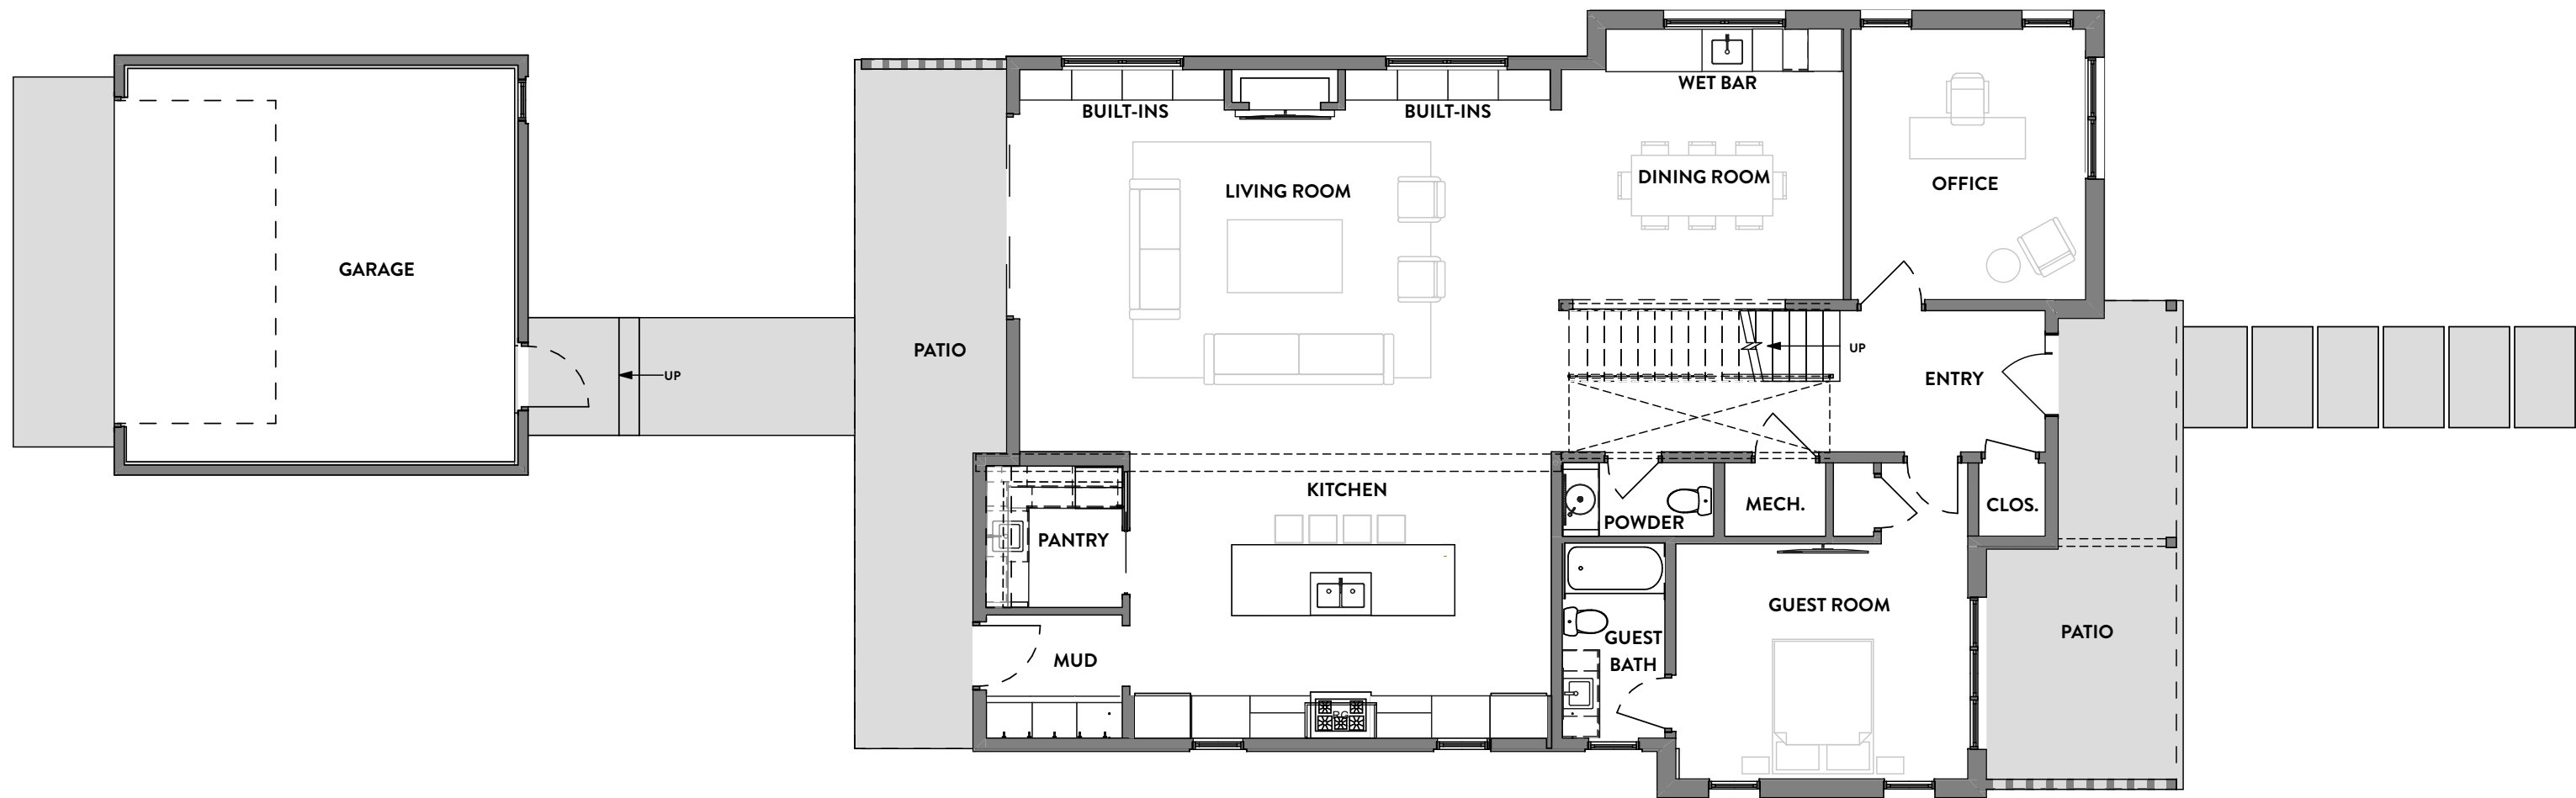 WET BAR
BUILT-INS
BUILT-INS
DINING ROOM
OFFICE
LIVING ROOM
GARAGE
PATIO
UP
UP
ENTRY
KITCHEN
MECH.
CLOS.
POWDER
PANTRY
GUEST ROOM
PATIO
GUEST
BATH
MUD